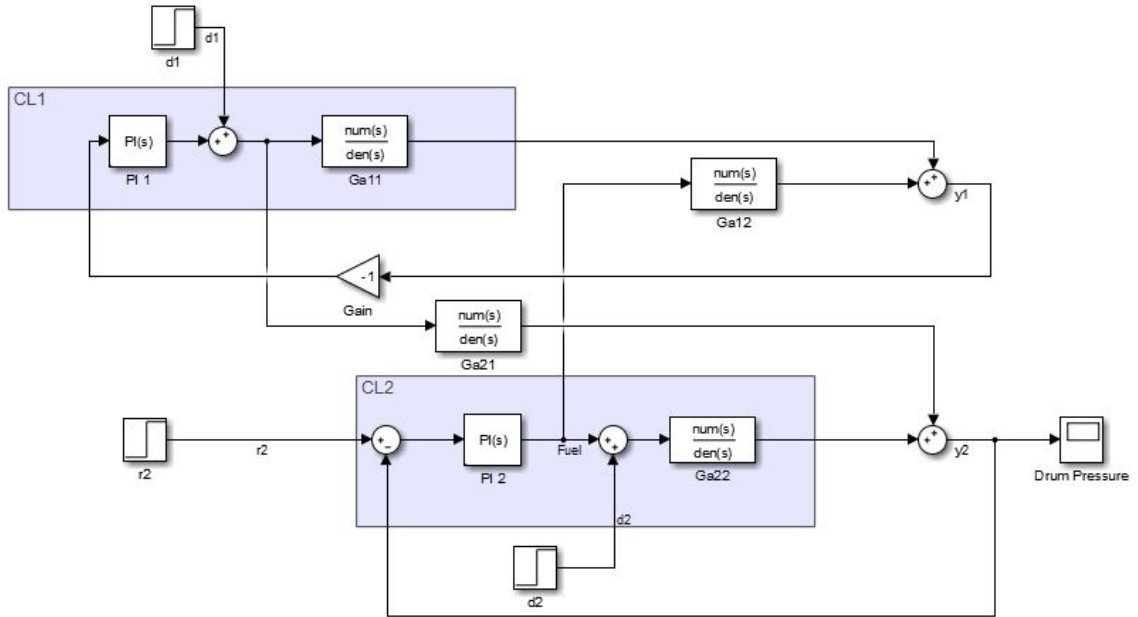 d1
d1
CL1
PI(s)
PI 1
num(s)
den(s)
Ga11
num(s)
den(s)
Ga12
y1
-1
Gain
num(s)
den(s)
Ga21
CL2
r2
r2
PI(s)
PI 2
Fuel
num(s)
den(s)
Ga22
y2
Drum Pressure
d2
d2